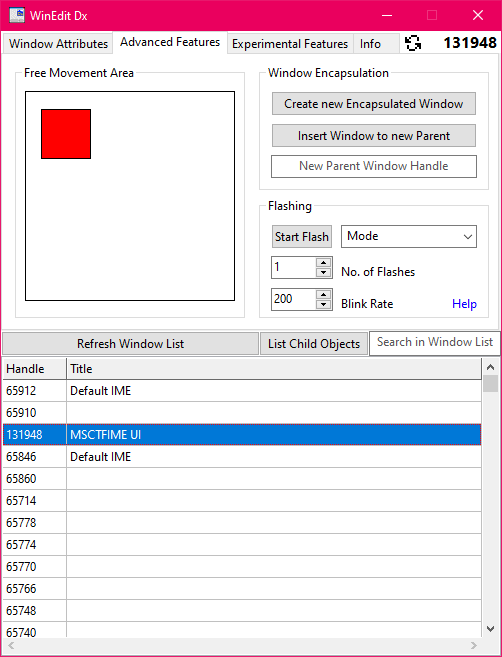 WinEdit Dx
Window Attributes Advanced Features Experimental Features Info 131948
Free Movement Area
Window Encapsulation
Create new Encapsulated Window
Insert Window to new Parent
New Parent Window Handle
Flashing
Start Flash Mode
1 No. of Flashes
200 Blink Rate Help
Refresh Window List List Child Objects Search in Window List
Handle Title
65912 Default IME
65910
131948 MSCTFIME UI
65846 Default IME
65860
65714
65778
65774
65770
65766
65748
65740